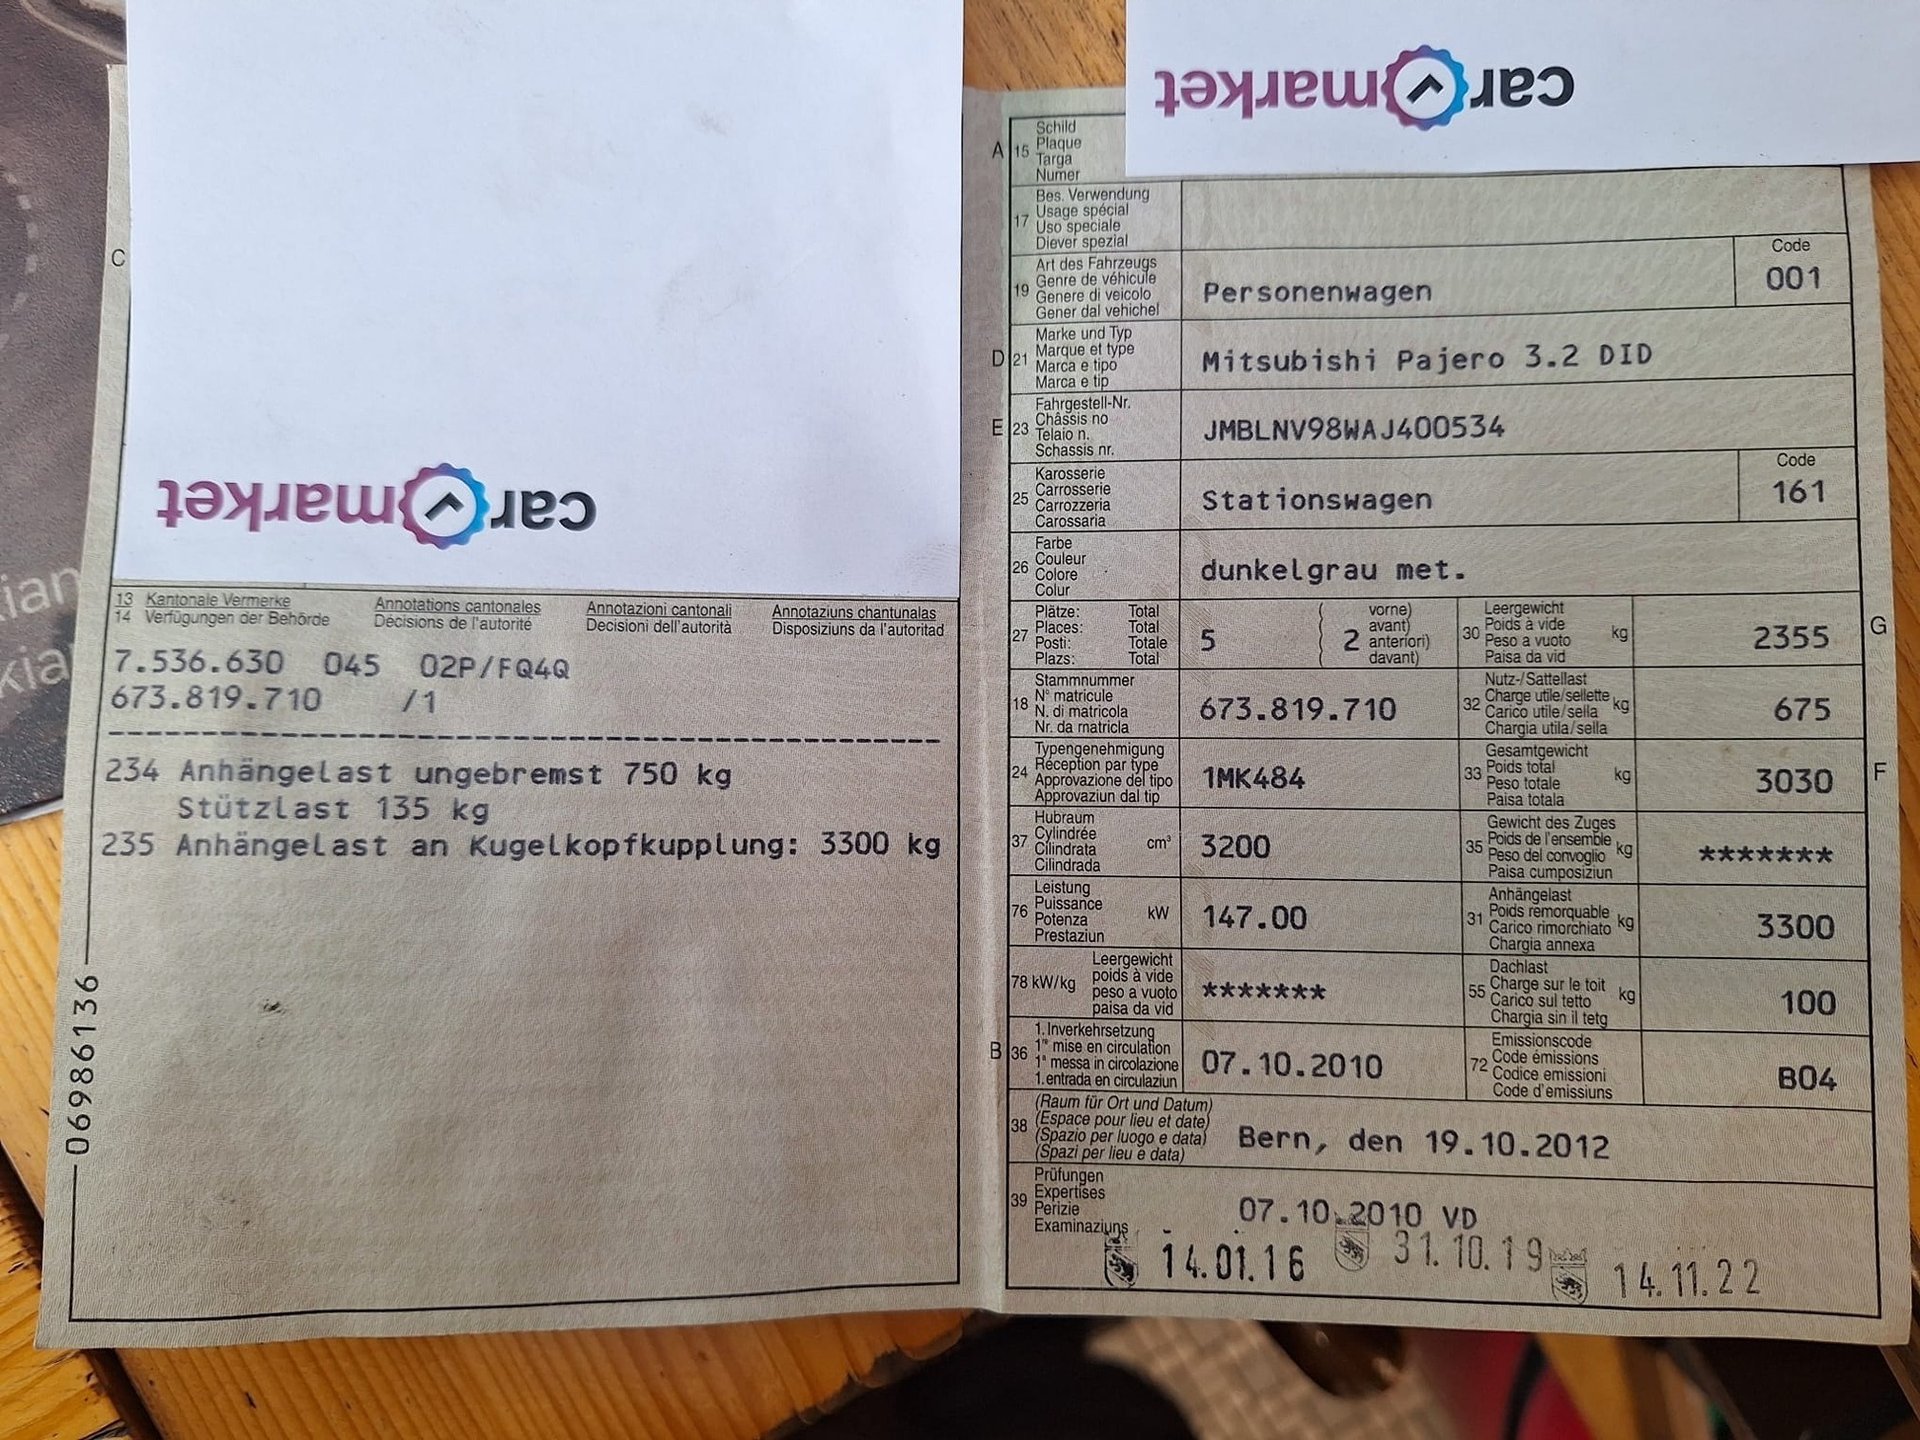 carmarket
carmarket
C
13 Kantonale Vermerke Annotations cantonales Annotazioni cantonali Annotaziuns chantunalas
14 Verfügungen der Behörde Décisions de l'autorité Decisioni dell'autorità Disposiziuns da l'autoritad
7.536.630 045 02P/FQ4Q
673.819.710 /1
234 Anhängelast ungebremst 750 kg
Stützlast 135 kg
235 Anhängelast an Kugelkopfkupplung: 3300 kg
06986136
A 15 Schild
Plaque
Targa
Numer
17 Bes. Verwendung
Usage spécial
Uso speciale
Diever spezial
19 Art des Fahrzeugs
Genre de véhicule
Genere di veicolo
Gener dal vehichel
Personenwagen
Code
001
D 21 Marke und Typ
Marque et type
Marca e tipo
Marca e tip
Mitsubishi Pajero 3.2 DID
E 23 Fahrgestell-Nr.
Châssis no
Telaio n.
Schassis nr.
JMBLNV98WAJ400534
25 Karosserie
Carrosserie
Carrozzeria
Carossaria
Stationswagen
Code
161
26 Farbe
Couleur
Colore
Colur
dunkelgrau met.
27 Plätze: Total
Places: Total
Posti: Totale
Plazs: Total
5
( vorne)
avant)
2 anteriori)
( davant)
30 Leergewicht
Poids à vide
Peso a vuoto
Paisa da vid
kg
2355
G
18 Stammnummer
N° matricule
N. di matricola
Nr. da matricla
673.819.710
32 Nutz-/Sattellast
Charge utile/sellette
Carico utile/sella
Chargia utila/sella
kg
675
24 Typengenehmigung
Réception par type
Approvazione del tipo
Approvaziun dal tip
1MK484
33 Gesamtgewicht
Poids total
Peso totale
Paisa totala
kg
3030
F
37 Hubraum
Cylindrée
Cilindrata
Cilindrada
cm³
3200
35 Gewicht des Zuges
Poids de l'ensemble
Peso del convoglio
Paisa cumposiziun
kg
*******
76 Leistung
Puissance
Potenza
Prestaziun
kW
147.00
31 Anhängelast
Poids remorquable
Carico rimorchiato
Chargia annexa
kg
3300
78 kW/kg
Leergewicht
poids à vide
peso a vuoto
paisa da vid
*******
55 Dachlast
Charge sur le toit
Carico sul tetto
Chargia sin il tetg
kg
100
B 36 1. Inverkehrsetzung
1re mise en circulation
1a messa in circolazione
1. entrada en circulaziun
07.10.2010
72 Emissionscode
Code émissions
Codice emissioni
Code d'emissiuns
B04
38 (Raum für Ort und Datum)
(Espace pour lieu et date)
(Spazio per luogo e data)
(Spazi per lieu e data)
Bern, den 19.10.2012
39 Prüfungen
Expertises
Perizie
Examinaziuns
07.10.2010 VD
14.01.16 31.10.19 14.11.22